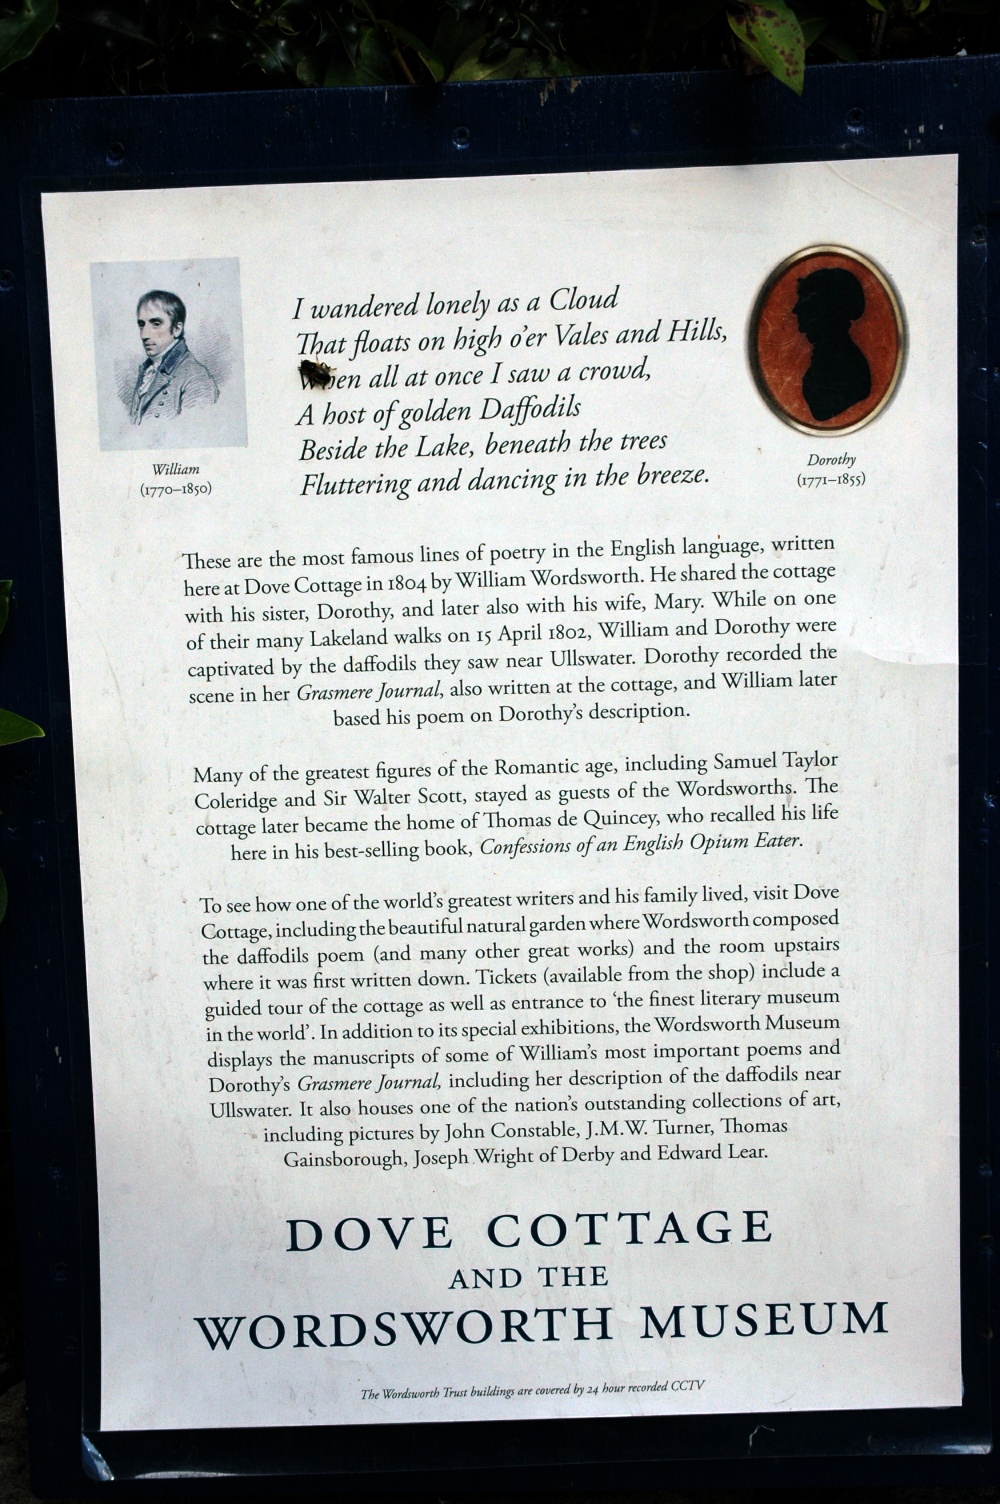 I wandered lonely as a Cloud
That floats on high o'er Vales and Hills,
When all at once I saw a crowd,
A host of golden Daffodils
Beside the Lake, beneath the trees
Fluttering and dancing in the breeze.
William
(1770–1850)
Dorothy
(1771–1855)
These are the most famous lines of poetry in the English language, written
here at Dove Cottage in 1804 by William Wordsworth. He shared the cottage
with his sister, Dorothy, and later also with his wife, Mary. While on one
of their many Lakeland walks on 15 April 1802, William and Dorothy were
captivated by the daffodils they saw near Ullswater. Dorothy recorded the
scene in her Grasmere Journal, also written at the cottage, and William later
based his poem on Dorothy's description.
Many of the greatest figures of the Romantic age, including Samuel Taylor
Coleridge and Sir Walter Scott, stayed as guests of the Wordsworths. The
cottage later became the home of Thomas de Quincey, who recalled his life
here in his best-selling book, Confessions of an English Opium Eater.
To see how one of the world's greatest writers and his family lived, visit Dove
Cottage, including the beautiful natural garden where Wordsworth composed
the daffodils poem (and many other great works) and the room upstairs
where it was first written down. Tickets (available from the shop) include a
guided tour of the cottage as well as entrance to 'the finest literary museum
in the world'. In addition to its special exhibitions, the Wordsworth Museum
displays the manuscripts of some of William's most important poems and
Dorothy's Grasmere Journal, including her description of the daffodils near
Ullswater. It also houses one of the nation's outstanding collections of art,
including pictures by John Constable, J.M.W. Turner, Thomas
Gainsborough, Joseph Wright of Derby and Edward Lear.
DOVE COTTAGE
AND THE
WORDSWORTH MUSEUM
The Wordsworth Trust buildings are covered by 24 hour recorded CCTV